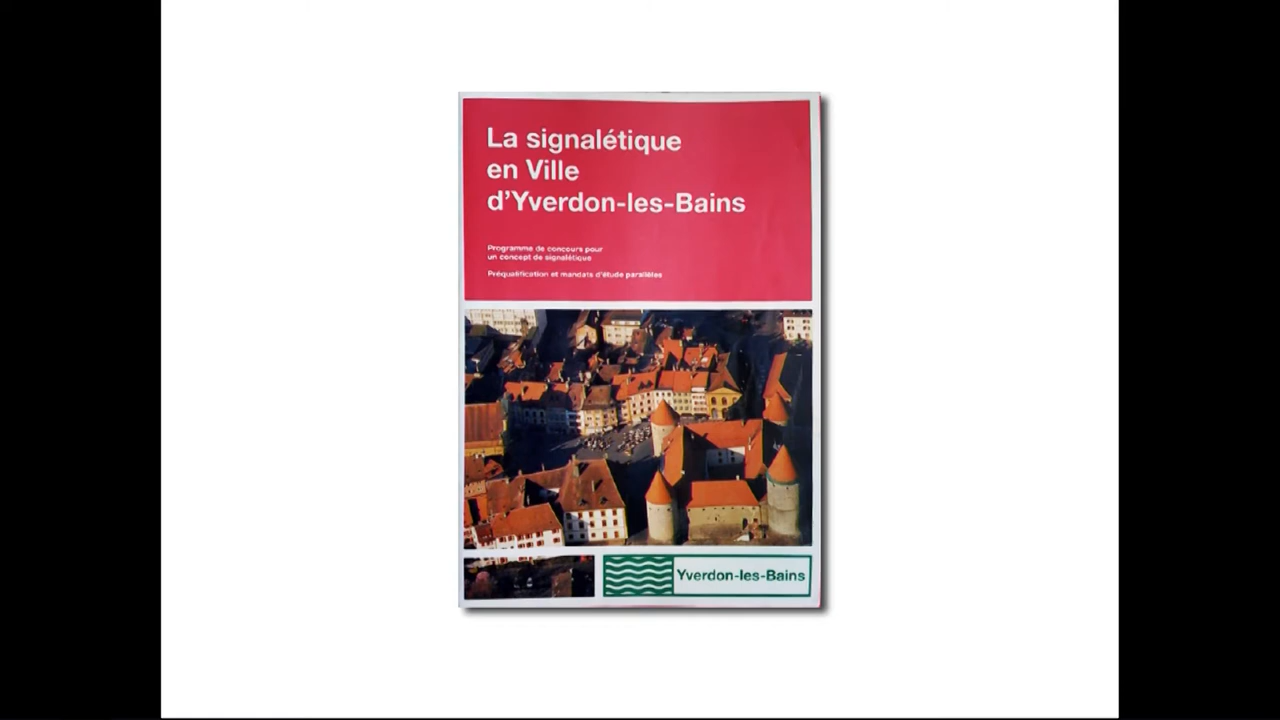 La signalétique
en Ville
d'Yverdon-les-Bains
Programme de concours pour
un concept de signalétique
Préqualification et mandats d'étude parallèles
Yverdon-les-Bains